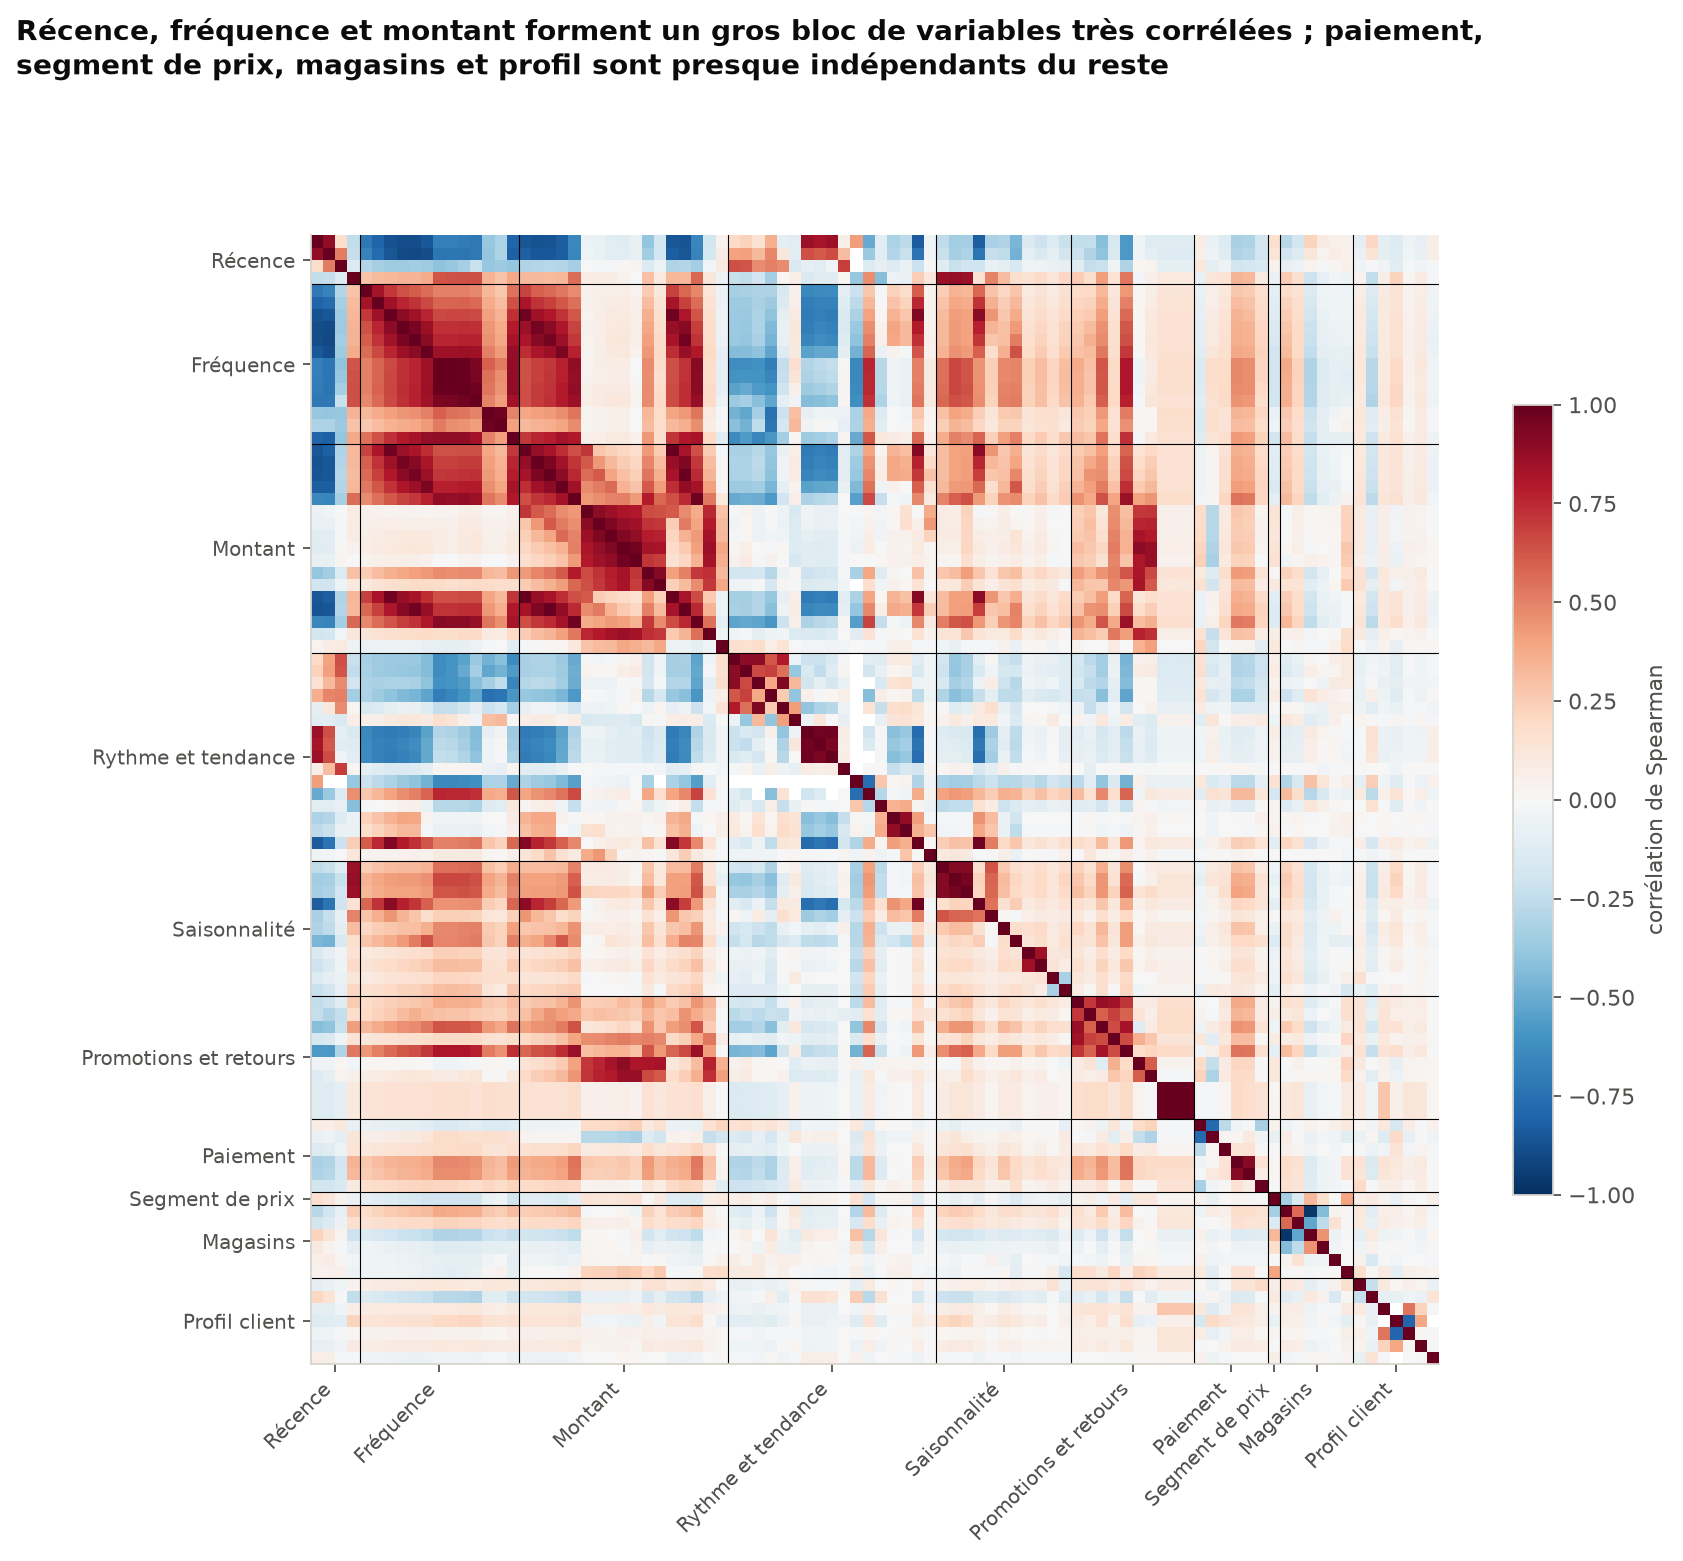 Récence, fréquence et montant forment un gros bloc de variables très corrélées ; paiement,
segment de prix, magasins et profil sont presque indépendants du reste
Récence
Fréquence
Montant
Rythme et tendance
Saisonnalité
Promotions et retours
Paiement
Segment de prix
Magasins
Profil client
Récence
Fréquence
Montant
Rythme et tendance
Saisonnalité
Promotions et retours
Paiement
Segment de prix
Magasins
Profil client
1.00
0.75
0.50
0.25
0.00
−0.25
−0.50
−0.75
−1.00
corrélation de Spearman